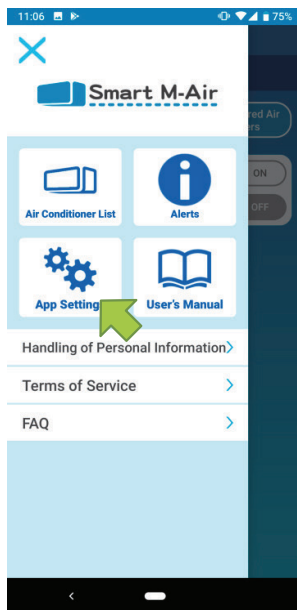 11:06 75%
Smart M-Air
ON
OFF
Air Conditioner List
Alerts
App Setting
User's Manual
Handling of Personal Information
Terms of Service
FAQ